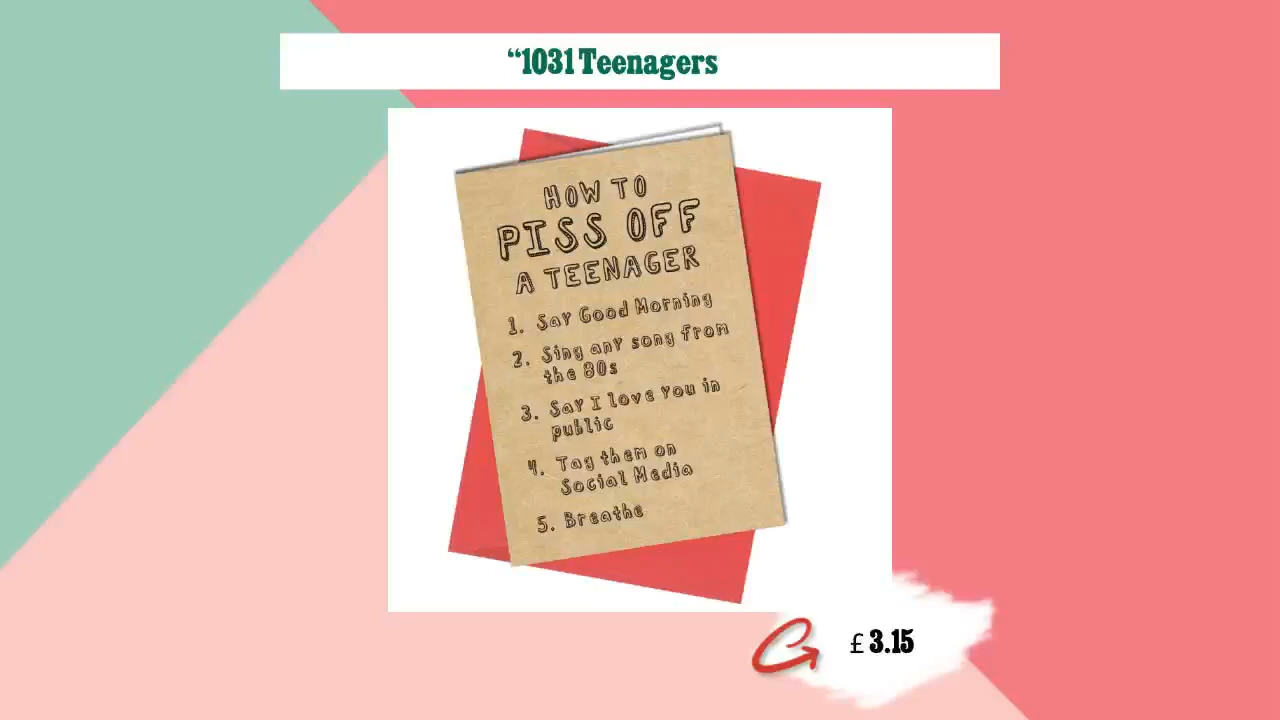 “1031 Teenagers
HOW TO
PISS OFF
A TEENAGER
1. Say Good Morning
2. Sing any song from
the 80s
3. Say I love you in
public
4. Tag them on
Social Media
5. Breathe
£ 3.15